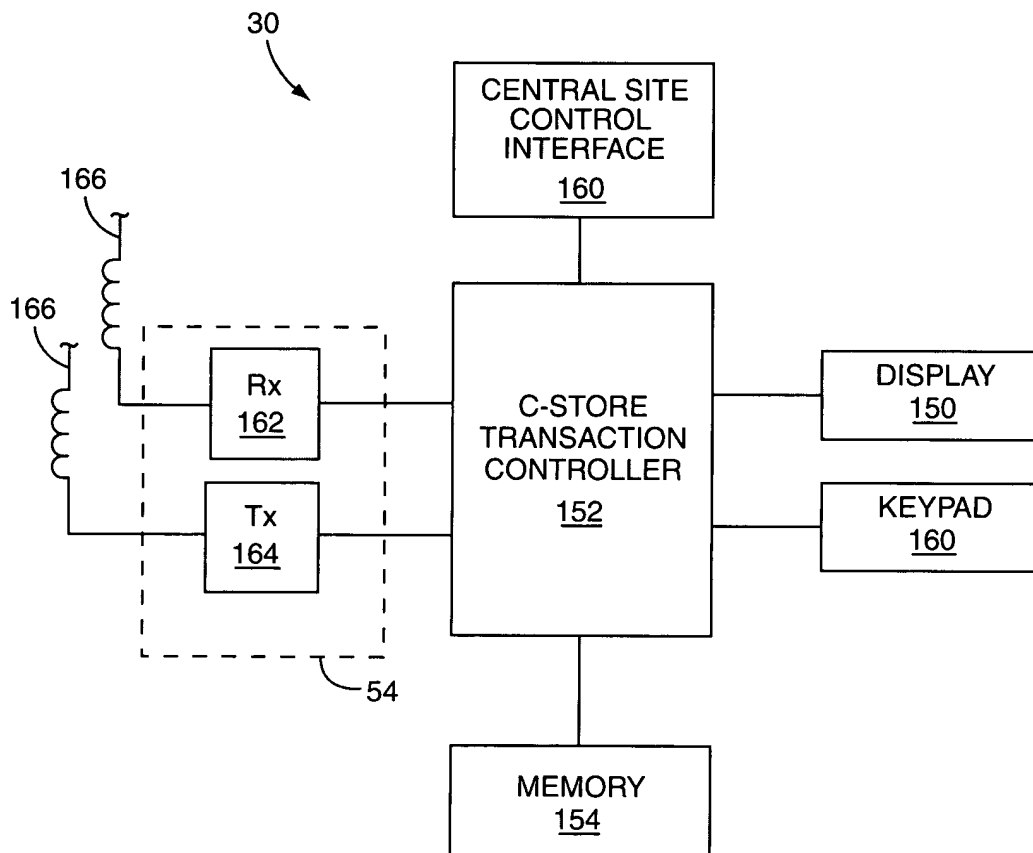 30
CENTRAL SITE
CONTROL
INTERFACE
160
166
166
Rx
162
Tx
164
54
C-STORE
TRANSACTION
CONTROLLER
152
DISPLAY
150
KEYPAD
160
MEMORY
154